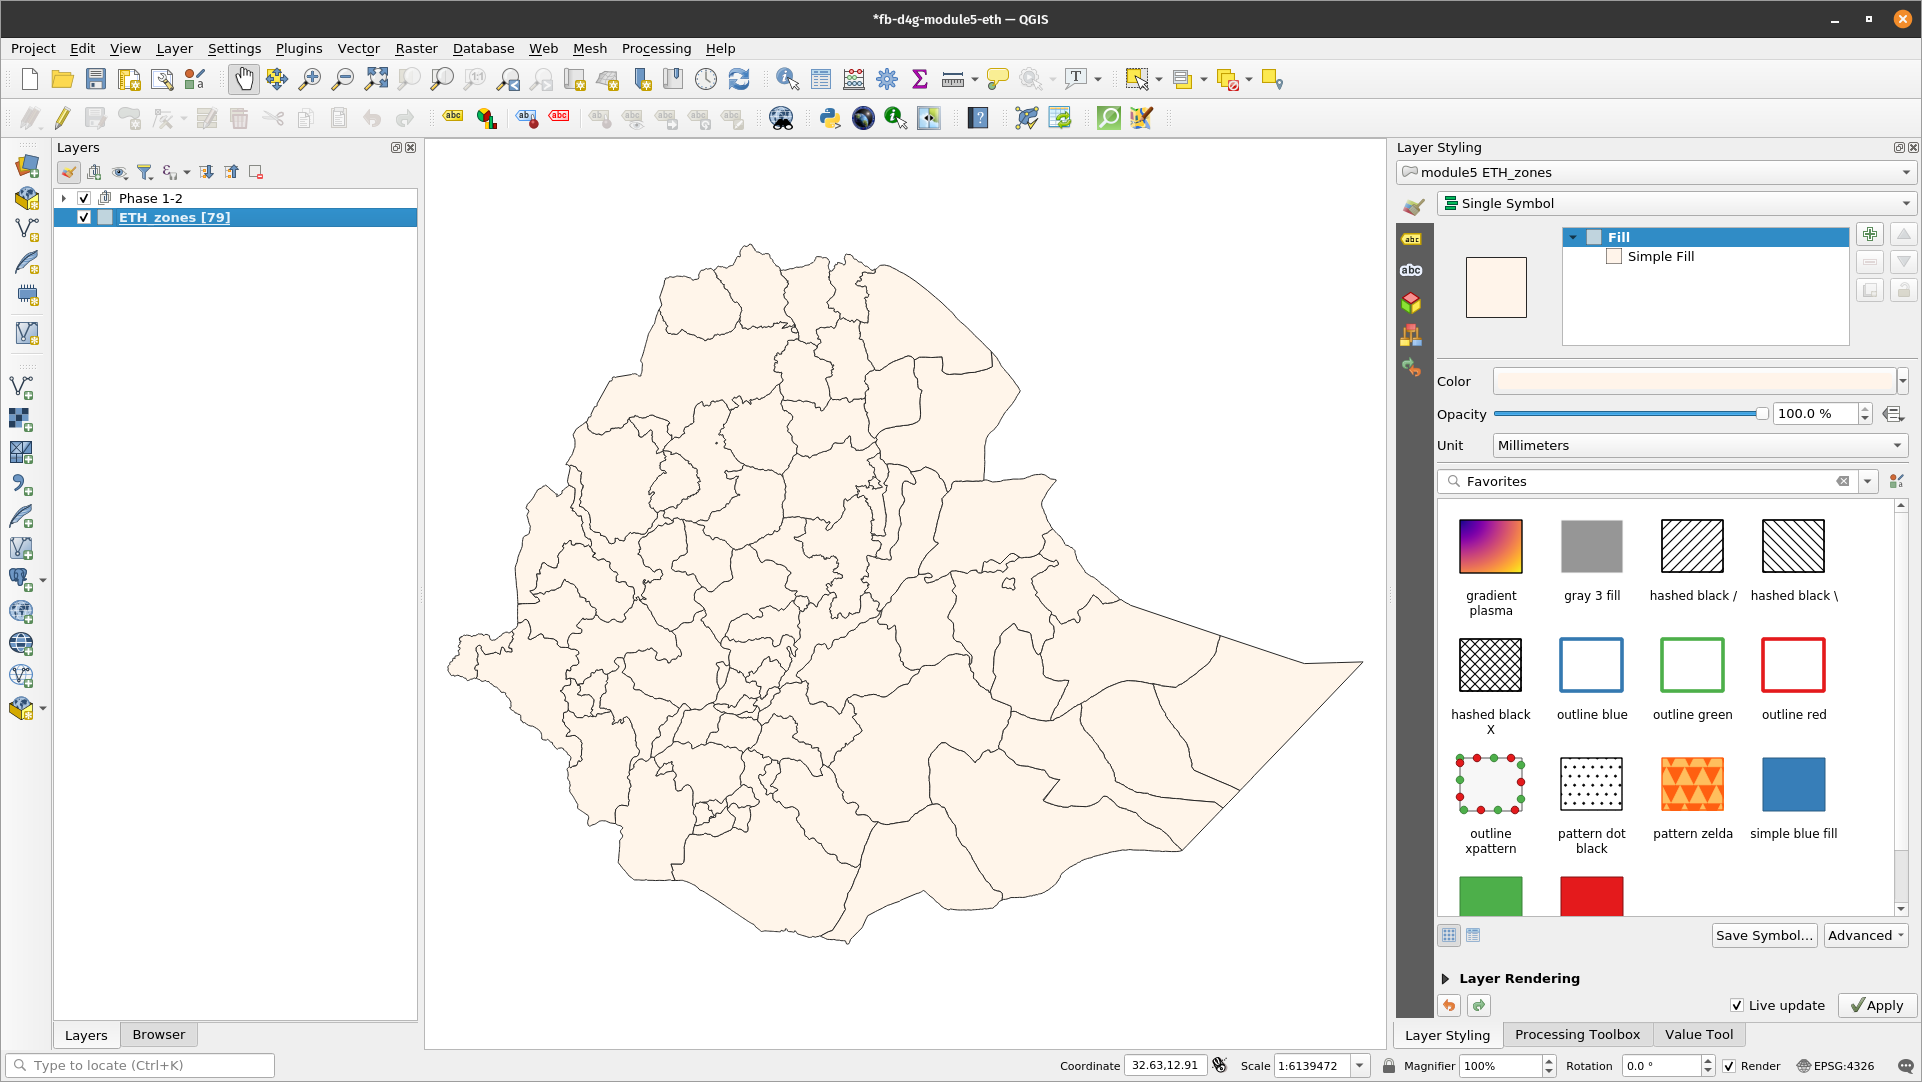 *fb-d4g-module5-eth — QGIS
Project Edit View Layer Settings Plugins Vector Raster Database Web Mesh Processing Help
Layers
Phase 1-2
ETH_zones [79]
Layers Browser
Layer Styling
module5 ETH_zones
Single Symbol
Fill
Simple Fill
Color
Opacity 100.0 %
Unit Millimeters
Favorites
gradient plasma
gray 3 fill
hashed black /
hashed black \
hashed black X
outline blue
outline green
outline red
outline xpattern
pattern dot black
pattern zelda
simple blue fill
Save Symbol... Advanced
Layer Rendering
Live update Apply
Layer Styling Processing Toolbox Value Tool
Type to locate (Ctrl+K) Coordinate 32.63,12.91 Scale 1:6139472 Magnifier 100% Rotation 0.0 ° Render EPSG:4326